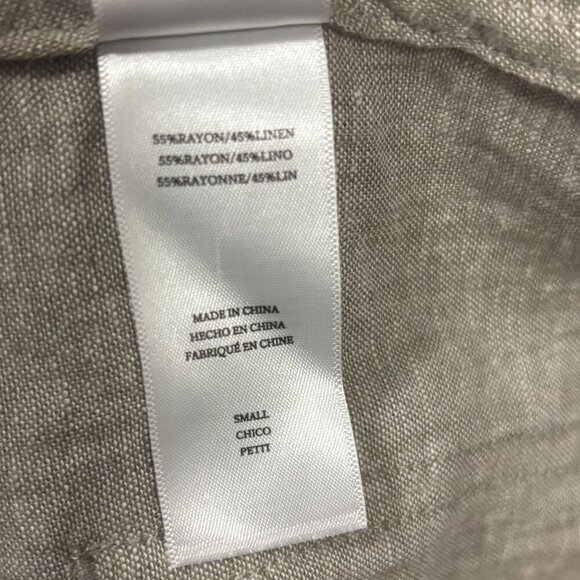 55%RAYON/45%LINEN
55%RAYON/45%LINO
55%RAYONNE/45%LIN
MADE IN CHINA
HECHO EN CHINA
FABRIQUÉ EN CHINE
SMALL
CHICO
PETIT